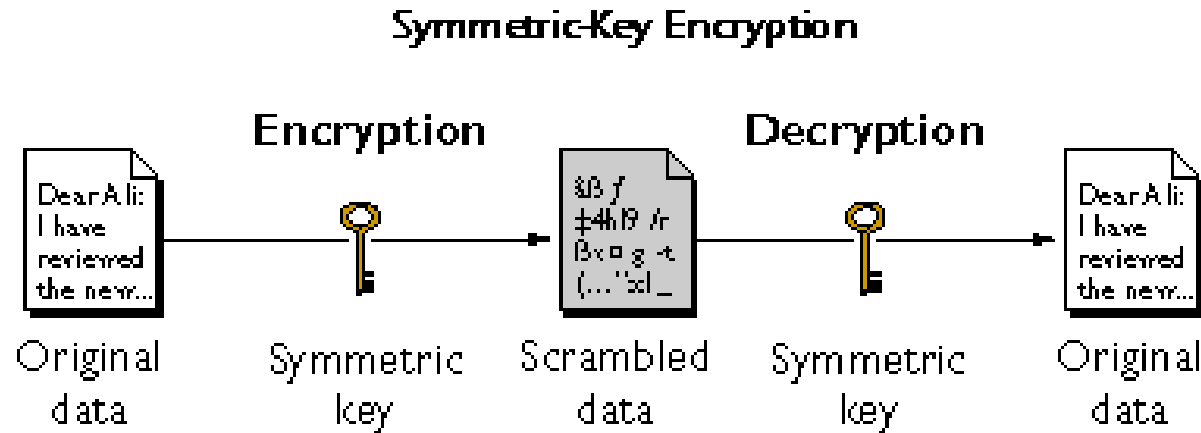 Symmetric-Key Encryption
Encryption
Decryption
Dear Ali:
I have
reviewed
the new...
Dear Ali:
I have
reviewed
the new...
Original
data
Symmetric
key
Scrambled
data
Symmetric
key
Original
data